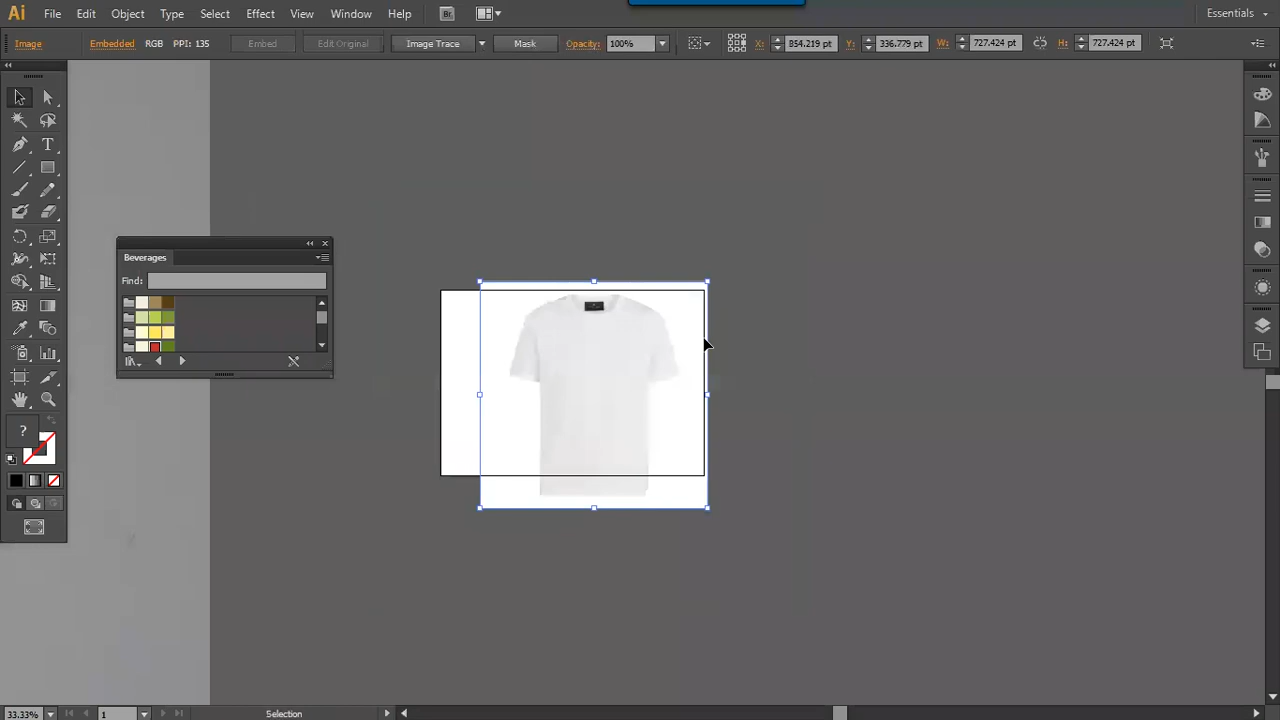 Ai File Edit Object Type Select Effect View Window Help Br Essentials
Image Embedded RGB PPI: 135 Embed Edit Original Image Trace Mask Opacity: 100% X: 854.219 pt Y: 336.779 pt W: 727.424 pt H: 727.424 pt
Beverages
Find:
?
33.33% 1 Selection